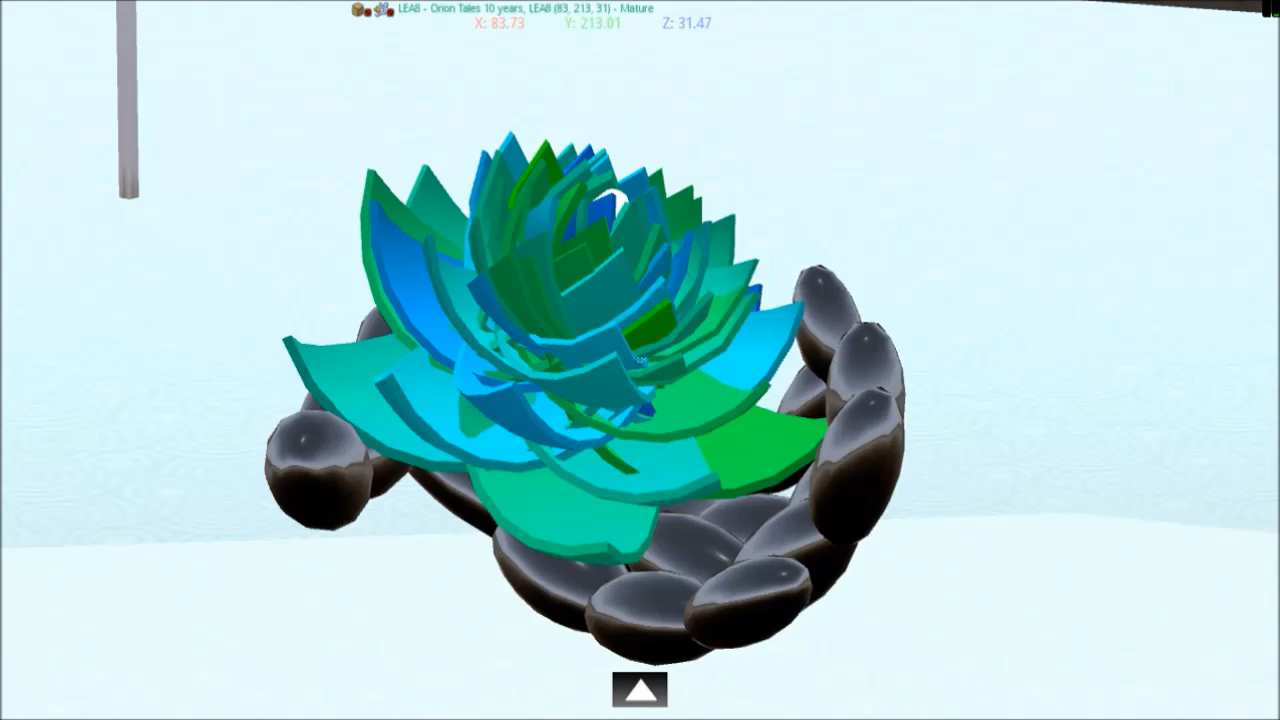 LEA8 - Orion Tales 10 years, LEA8 (83, 213, 31) - Mature
X: 83.73 Y: 213.01 Z: 31.47